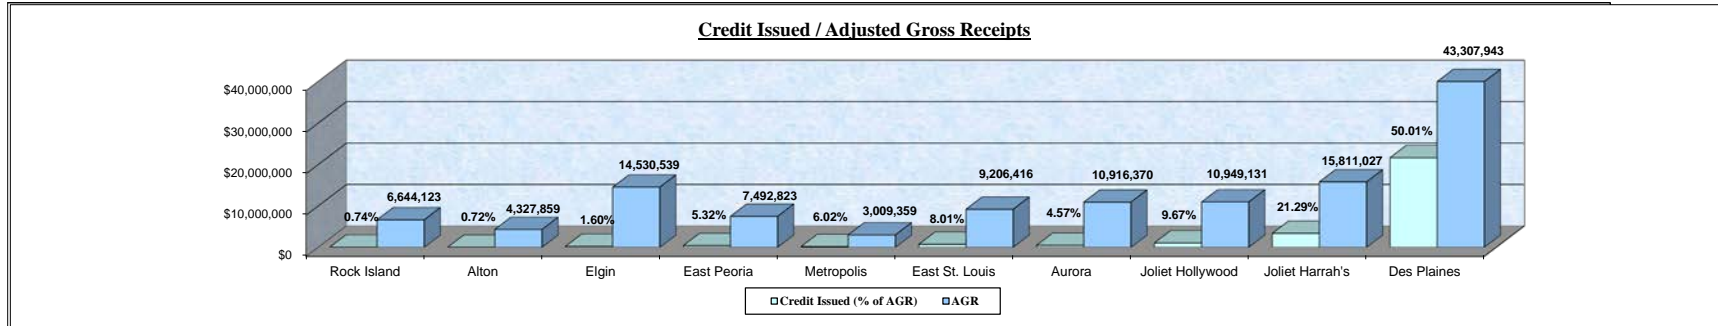 Credit Issued / Adjusted Gross Receipts
43,307,943
$40,000,000
$30,000,000
$20,000,000
$10,000,000
$0
0.74%
6,644,123
0.72%
4,327,859
1.60%
14,530,539
5.32%
7,492,823
6.02%
3,009,359
8.01%
9,206,416
4.57%
10,916,370
9.67%
10,949,131
21.29%
15,811,027
50.01%
Rock Island
Alton
Elgin
East Peoria
Metropolis
East St. Louis
Aurora
Joliet Hollywood
Joliet Harrah's
Des Plaines
Credit Issued (% of AGR)
AGR